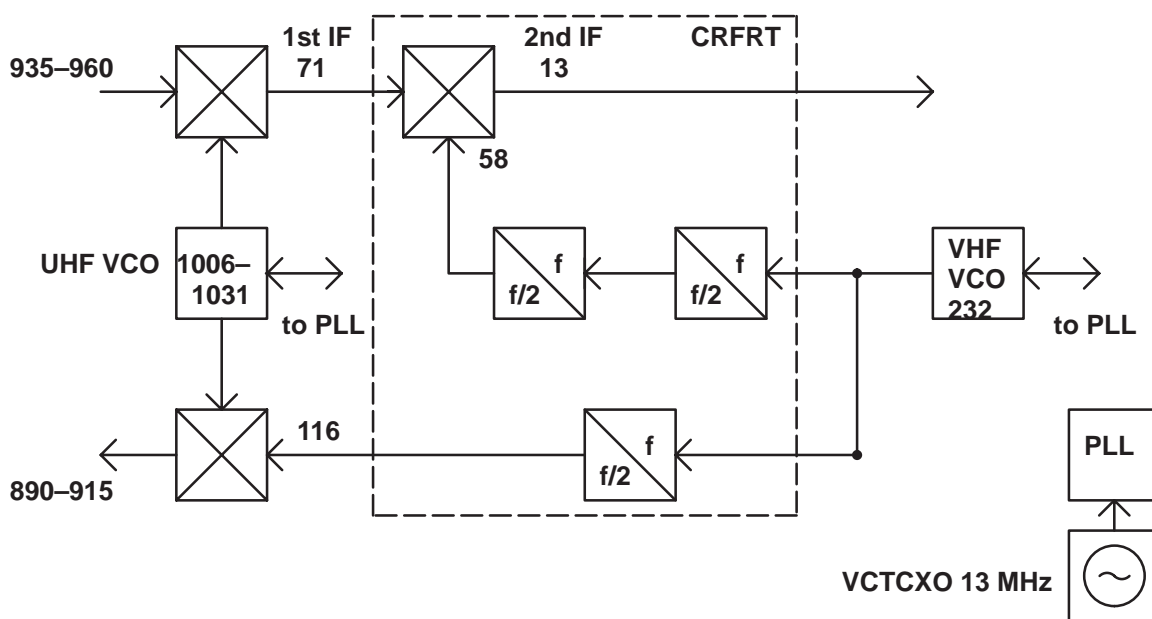 1st IF
71
2nd IF
13
CRFRT
935–960
58
UHF VCO
1006–
1031
to PLL
f
f/2
f
f/2
VHF
VCO
232
to PLL
116
f
f/2
890–915
PLL
VCTCXO 13 MHz